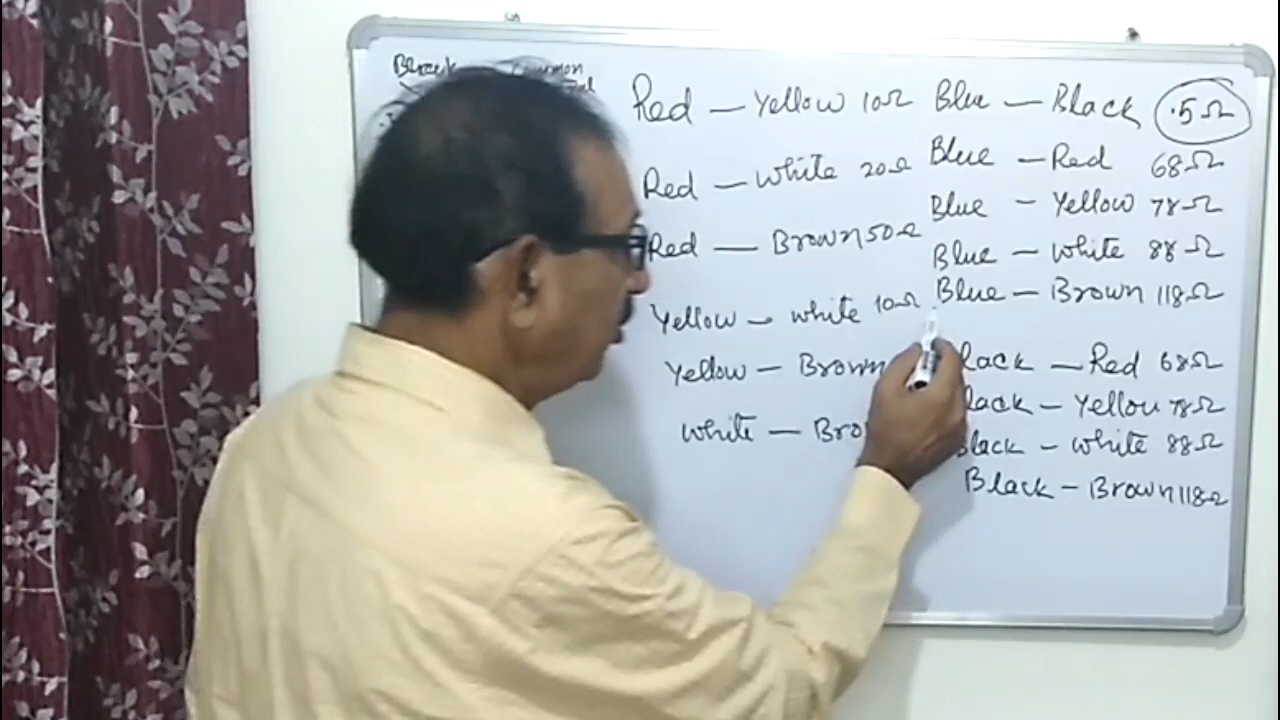 Common
Red – Yellow 10Ω
Red – White 20Ω
Red – Brown 50Ω
Yellow – white 10Ω
Yellow – Brown
white –
Blue – Black .5Ω
Blue – Red 68Ω
Blue – Yellow 78Ω
Blue – White 88Ω
Blue – Brown 118Ω
lack – Red 68Ω
lack – Yellow 78Ω
Black – white 88Ω
Black – Brown 118Ω